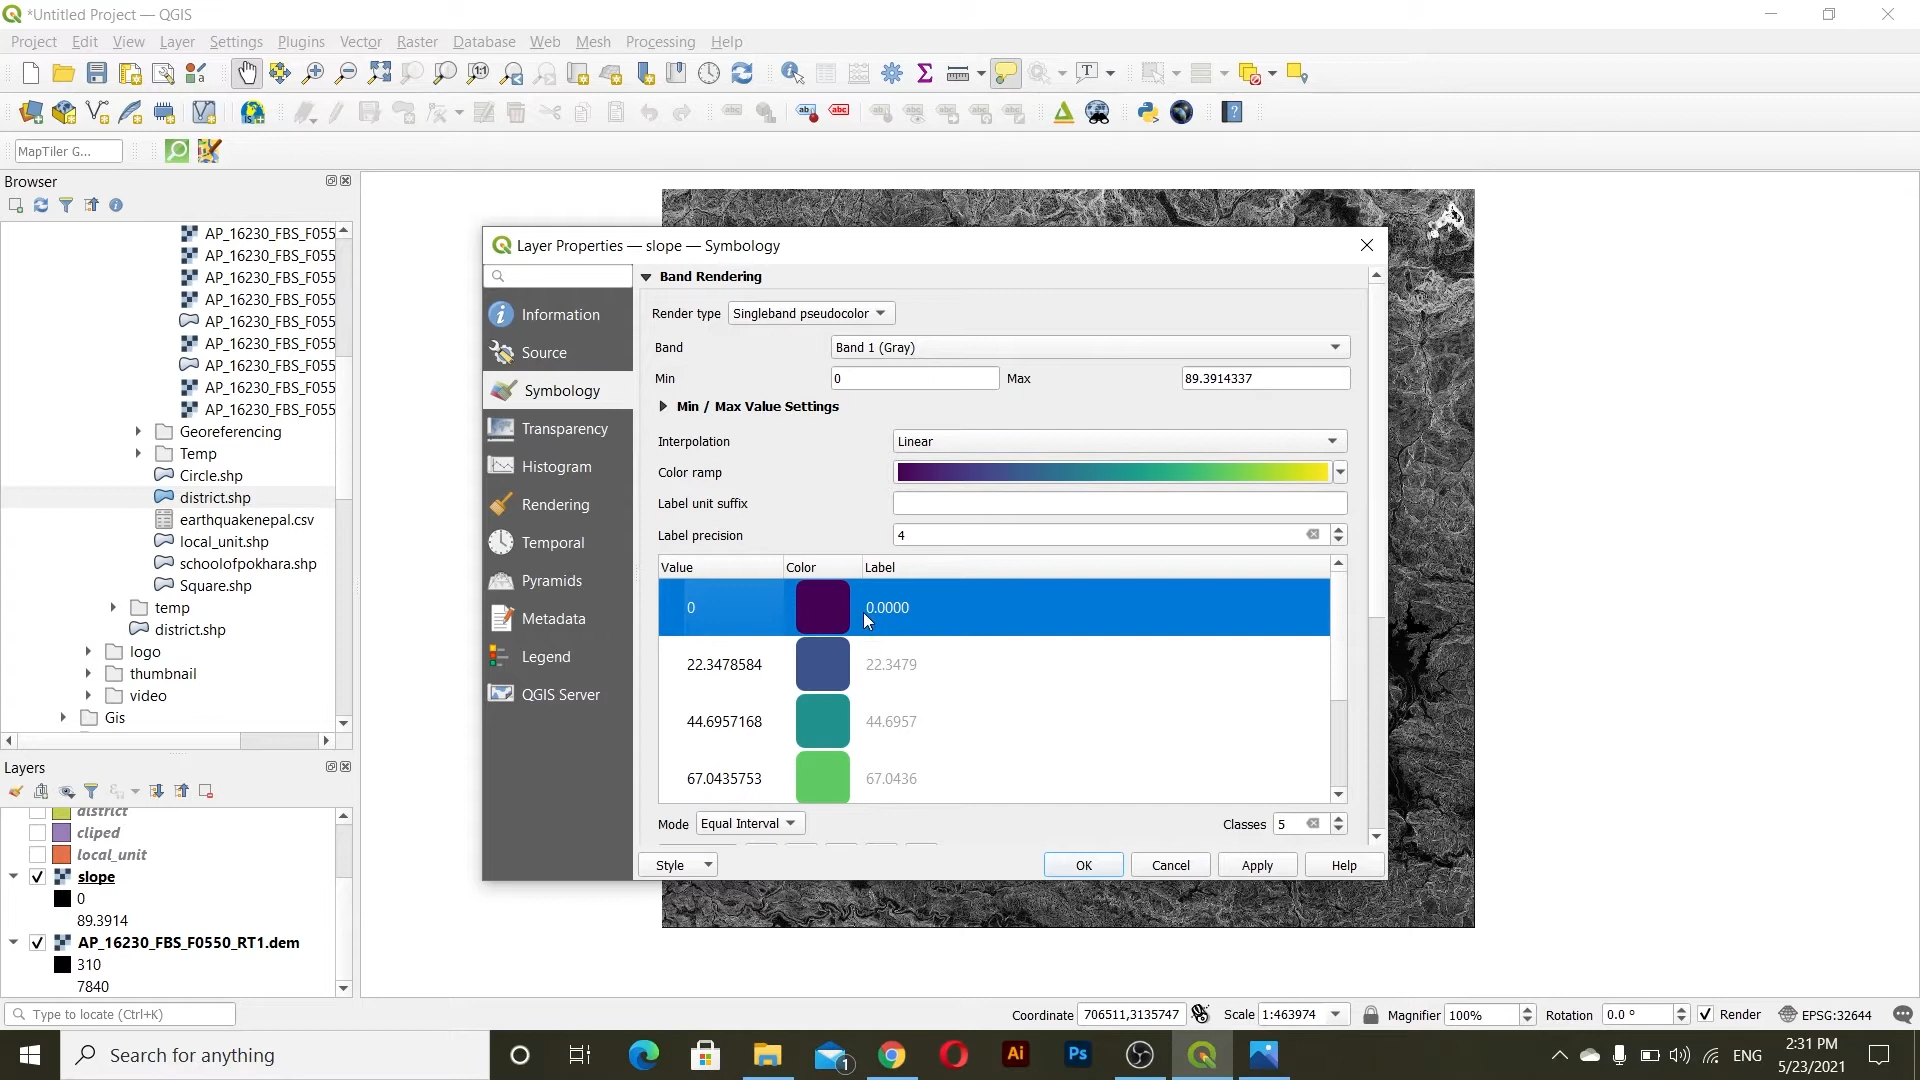 *Untitled Project — QGIS
Project Edit View Layer Settings Plugins Vector Raster Database Web Mesh Processing Help
MapTiler G...
Browser
AP_16230_FBS_F055
AP_16230_FBS_F055
AP_16230_FBS_F055
AP_16230_FBS_F055
AP_16230_FBS_F055
AP_16230_FBS_F055
AP_16230_FBS_F055
AP_16230_FBS_F055
AP_16230_FBS_F055
Georeferencing
Temp
Circle.shp
district.shp
earthquakenepal.csv
local_unit.shp
schoolofpokhara.shp
Square.shp
temp
district.shp
logo
thumbnail
video
Gis
Layers
district
cliped
local_unit
slope
0
89.3914
AP_16230_FBS_F0550_RT1.dem
310
7840
Layer Properties — slope — Symbology
Information
Source
Symbology
Transparency
Histogram
Rendering
Temporal
Pyramids
Metadata
Legend
QGIS Server
Band Rendering
Render type Singleband pseudocolor
Band Band 1 (Gray)
Min 0 Max 89.3914337
Min / Max Value Settings
Interpolation Linear
Color ramp
Label unit suffix
Label precision 4
Value Color Label
0 0.0000
22.3478584 22.3479
44.6957168 44.6957
67.0435753 67.0436
Mode Equal Interval Classes 5
Style OK Cancel Apply Help
Type to locate (Ctrl+K) Coordinate 706511,3135747 Scale 1:463974 Magnifier 100% Rotation 0.0 ° Render EPSG:32644
Search for anything
1
Ai
Ps
ENG
2:31 PM
5/23/2021